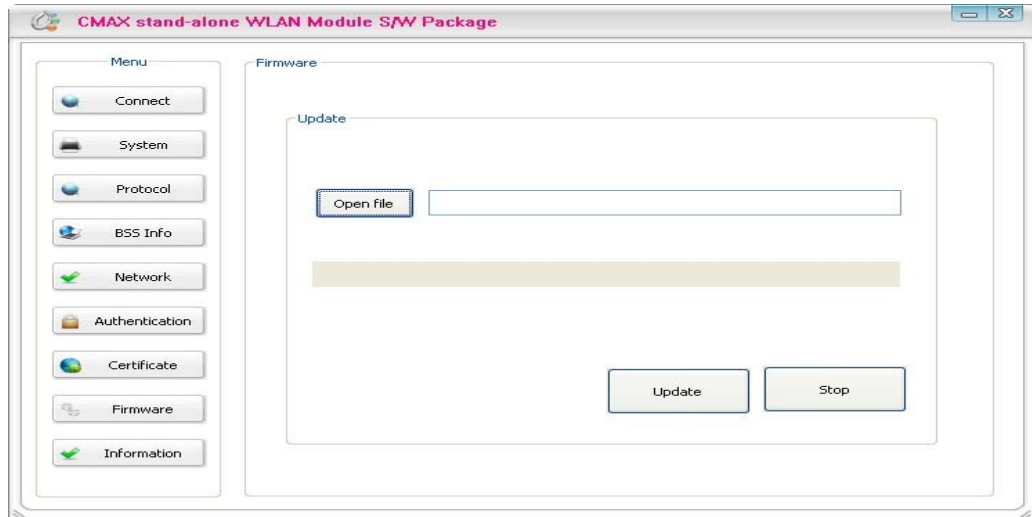 CMAX stand-alone WLAN Module S/W Package
Menu
Connect
System
Protocol
BSS Info
Network
Authentication
Certificate
Firmware
Information
Firmware
Update
Open file
Update
Stop